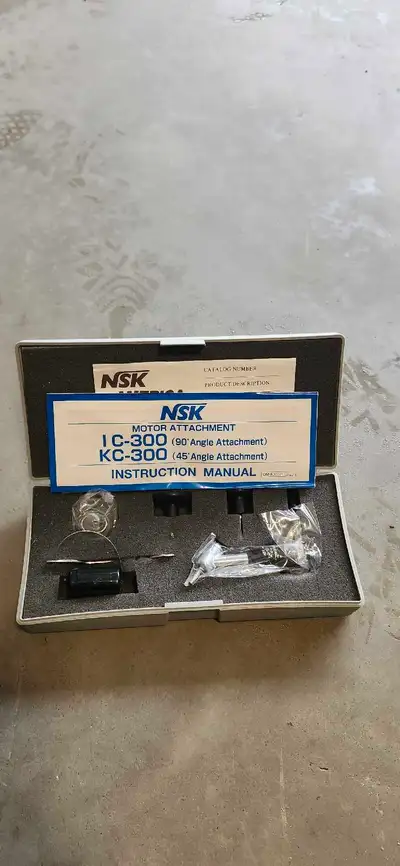 NSK
AMERICA
CATALOG NUMBER
PRODUCT DESCRIPTION
NSK
MOTOR ATTACHMENT
IC-300 (90°Angle Attachment)
KC-300 (45°Angle Attachment)
INSTRUCTION MANUAL